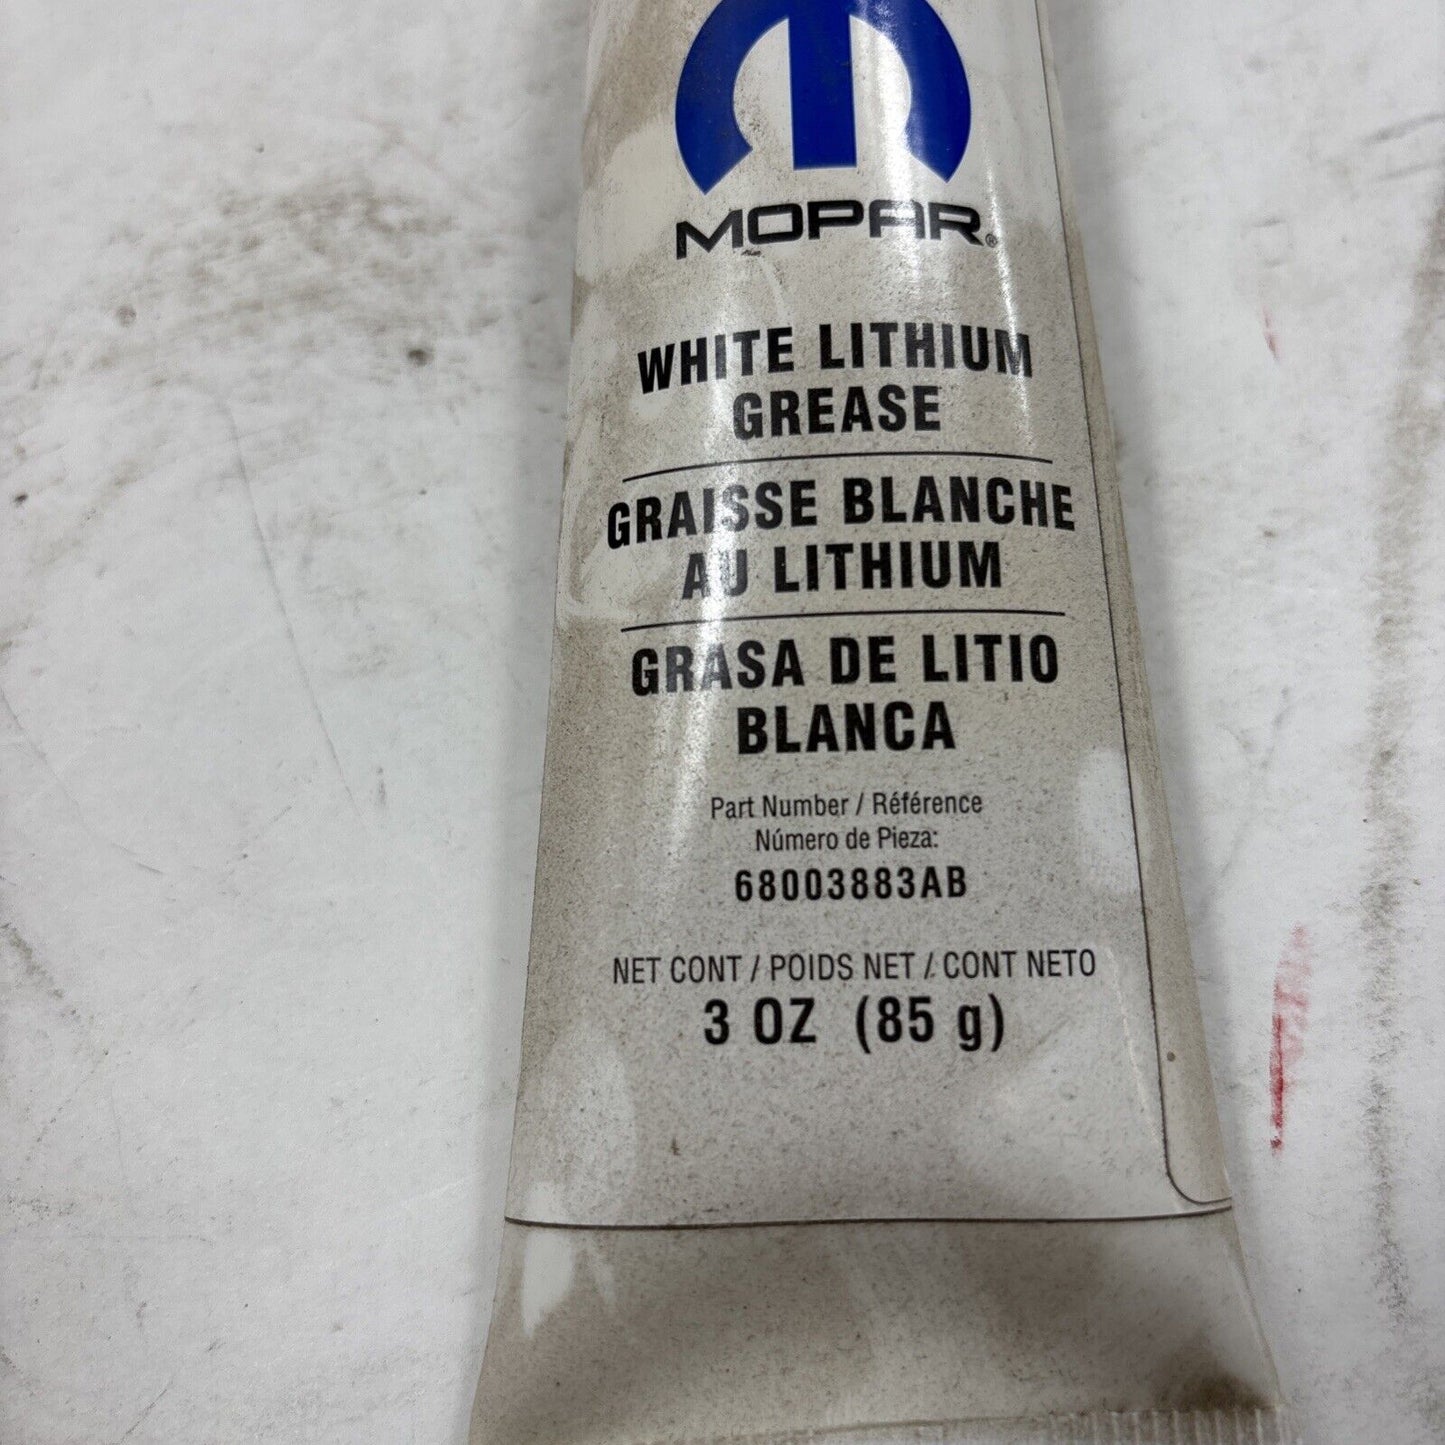 MOPAR®
WHITE LITHIUM
GREASE
GRAISSE BLANCHE
AU LITHIUM
GRASA DE LITIO
BLANCA
Part Number / Référence
Número de Pieza:
68003883AB
NET CONT / POIDS NET / CONT NETO
3 OZ (85 g)